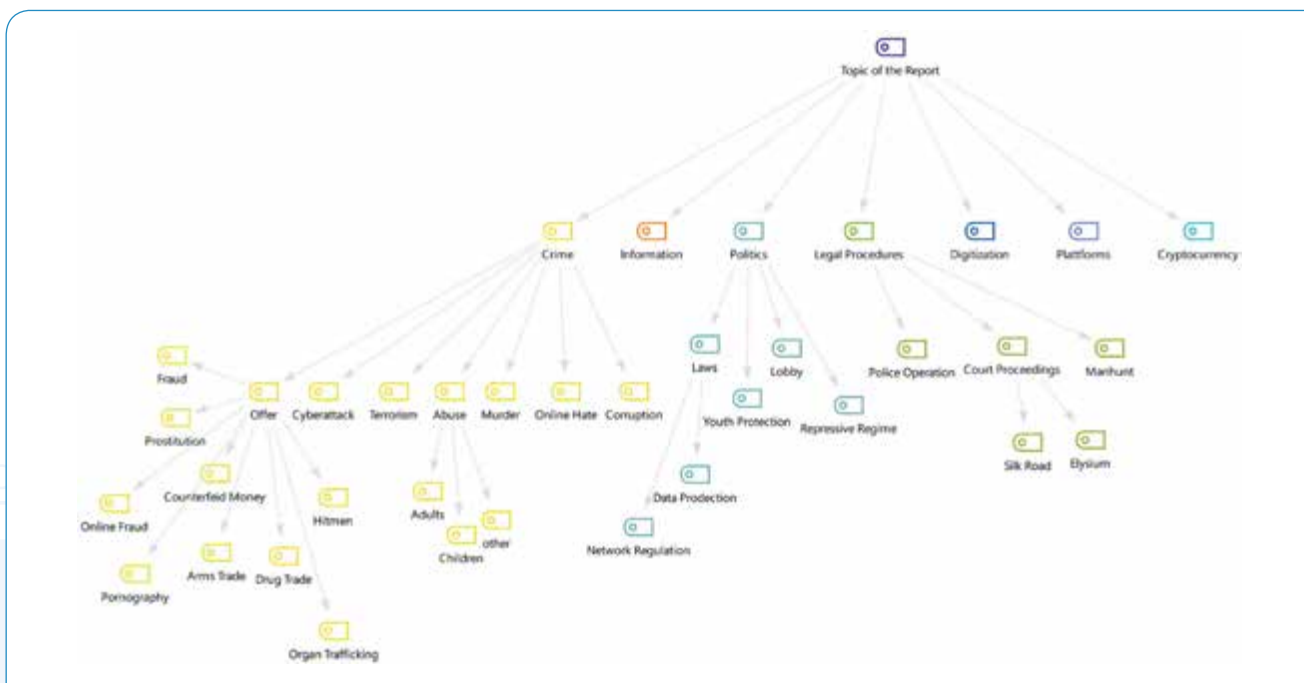 Topic of the Report
Crime
Information
Politics
Legal Procedures
Digitization
Plattforms
Cryptocurrency
Laws
Lobby
Police Operation
Court Proceedings
Manhunt
Fraud
Offer
Cyberattack
Terrorism
Abuse
Murder
Online Hate
Corruption
Youth Protection
Repressive Regime
Prostitution
Silk Road
Elysium
Counterfeid Money
Data Prodection
Online Fraud
Hitmen
Adults
other
Children
Network Regulation
Arms Trade
Drug Trade
Pornography
Organ Trafficking